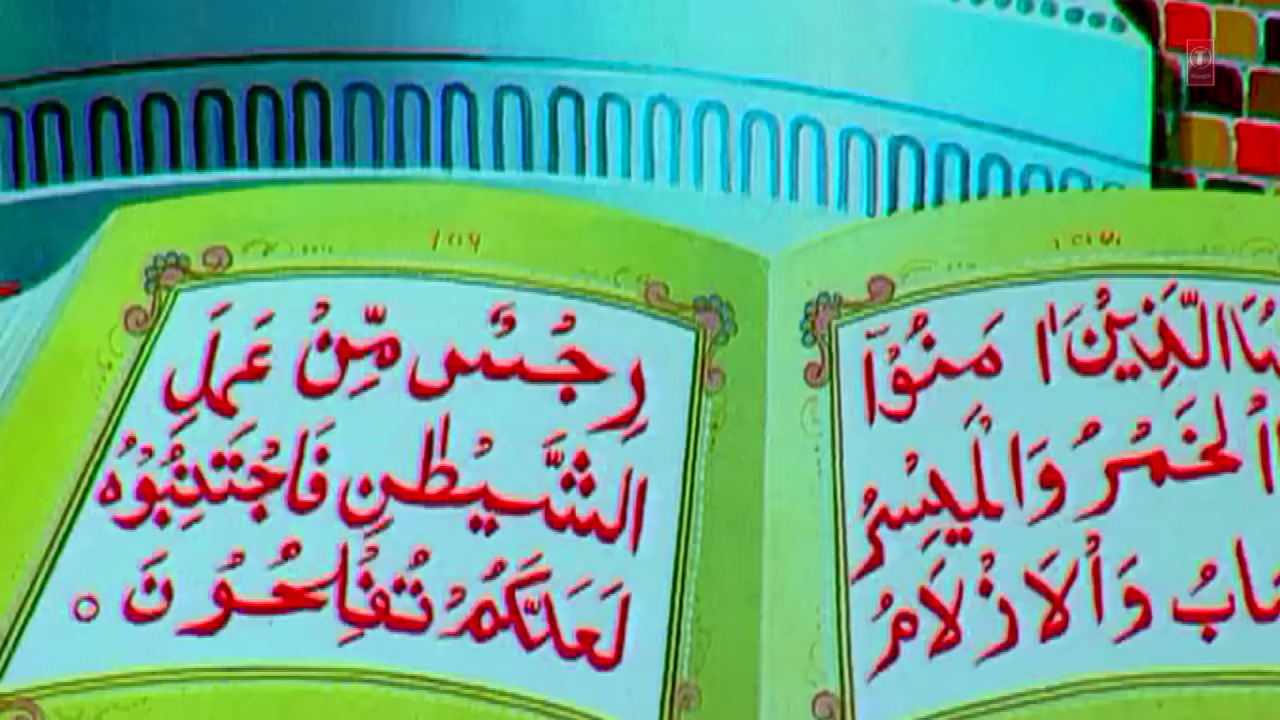 الَّذِيْنَ اٰمَنُوْٓا
الْخَمْرُ وَالْمَيْسِرُ
وَالْاَزْلَامُ
رِجْسٌ مِّنْ عَمَلِ
الشَّيْطٰنِ فَاجْتَنِبُوْهُ
لَعَلَّكُمْ تُفْلِحُوْنَ ○